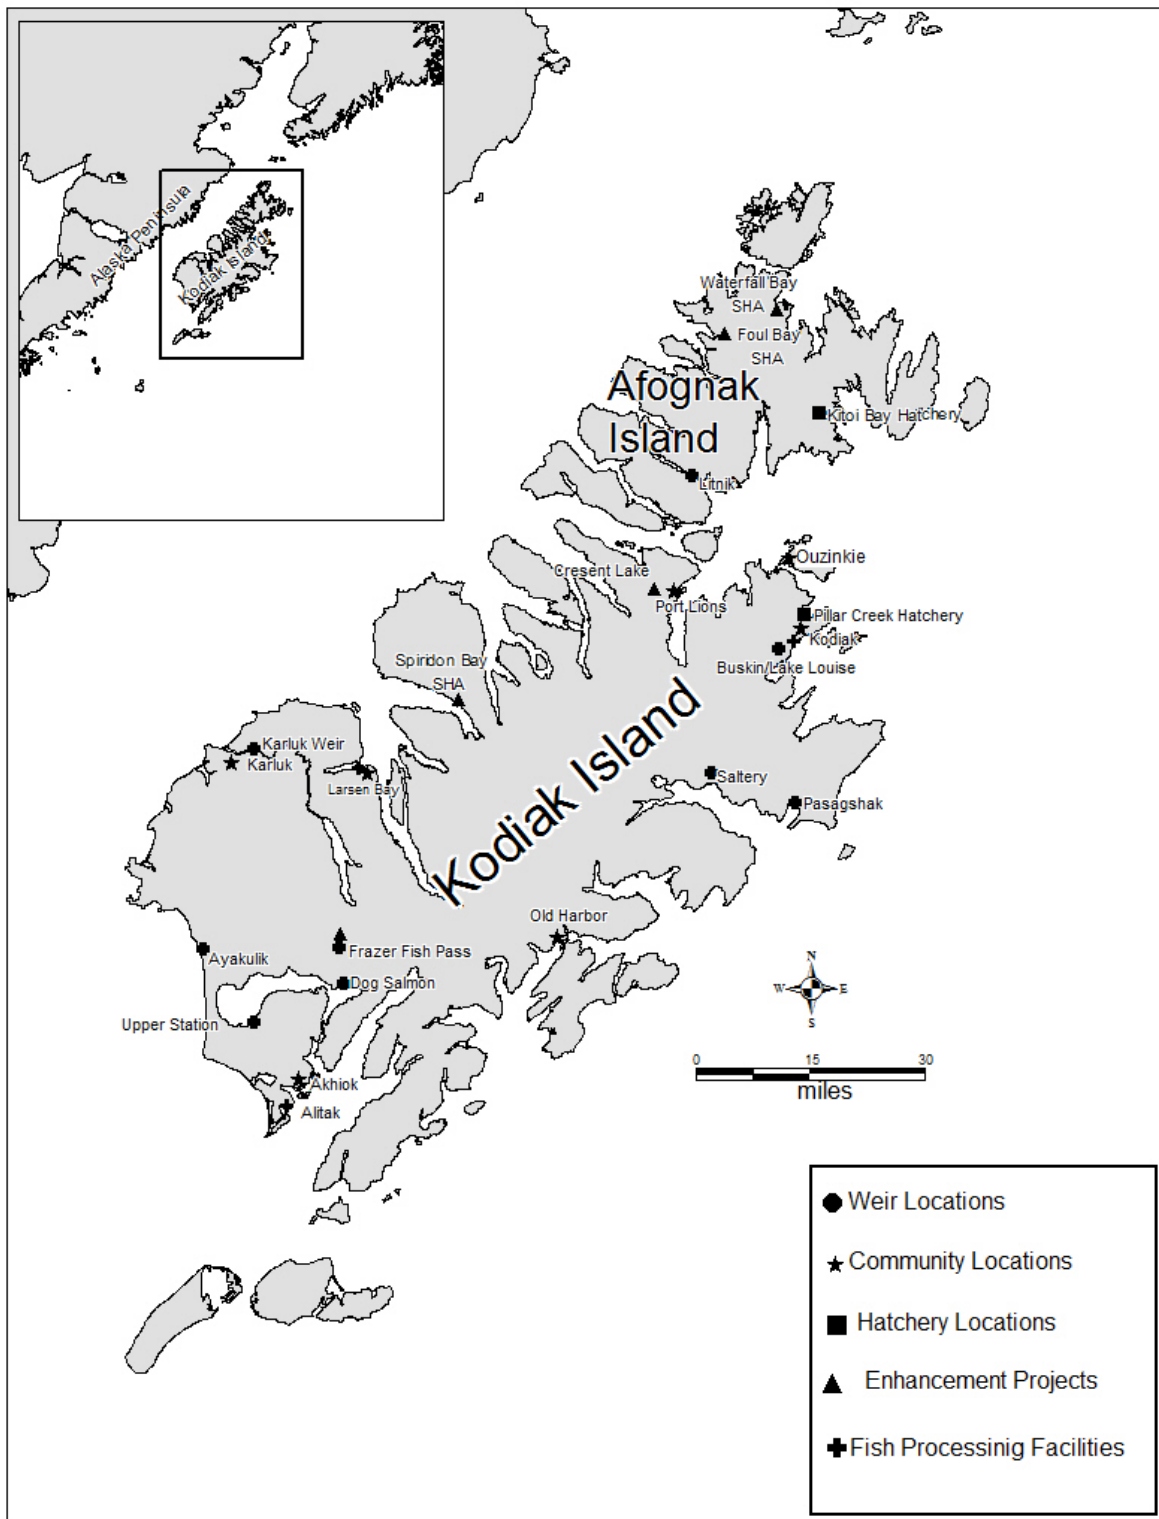 Alaska Peninsula
Kodiak Island
Waterfall Bay
SHA
Foul Bay
SHA
Afognak
Island
Kitoi Bay Hatchery
Litnik
Ouzinkie
Cresent Lake
Port Lions
Pillar Creek Hatchery
Kodiak
Buskin/Lake Louise
Spiridon Bay
SHA
Kodiak Island
Karluk Weir
Karluk
Larsen Bay
Saltery
Pasagshak
Old Harbor
Ayakulik
Frazer Fish Pass
Dog Salmon
Upper Station
Akhiok
Alitak
N
W E
S
0 15 30
miles
Weir Locations
Community Locations
Hatchery Locations
Enhancement Projects
Fish Processinig Facilities